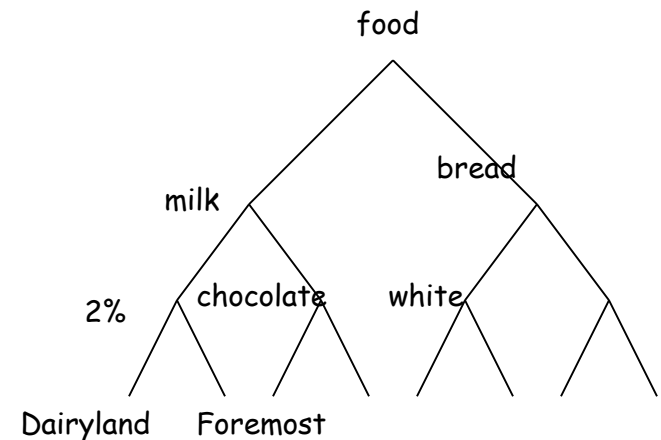 food
bread
milk
chocolate
white
2%
Dairyland
Foremost